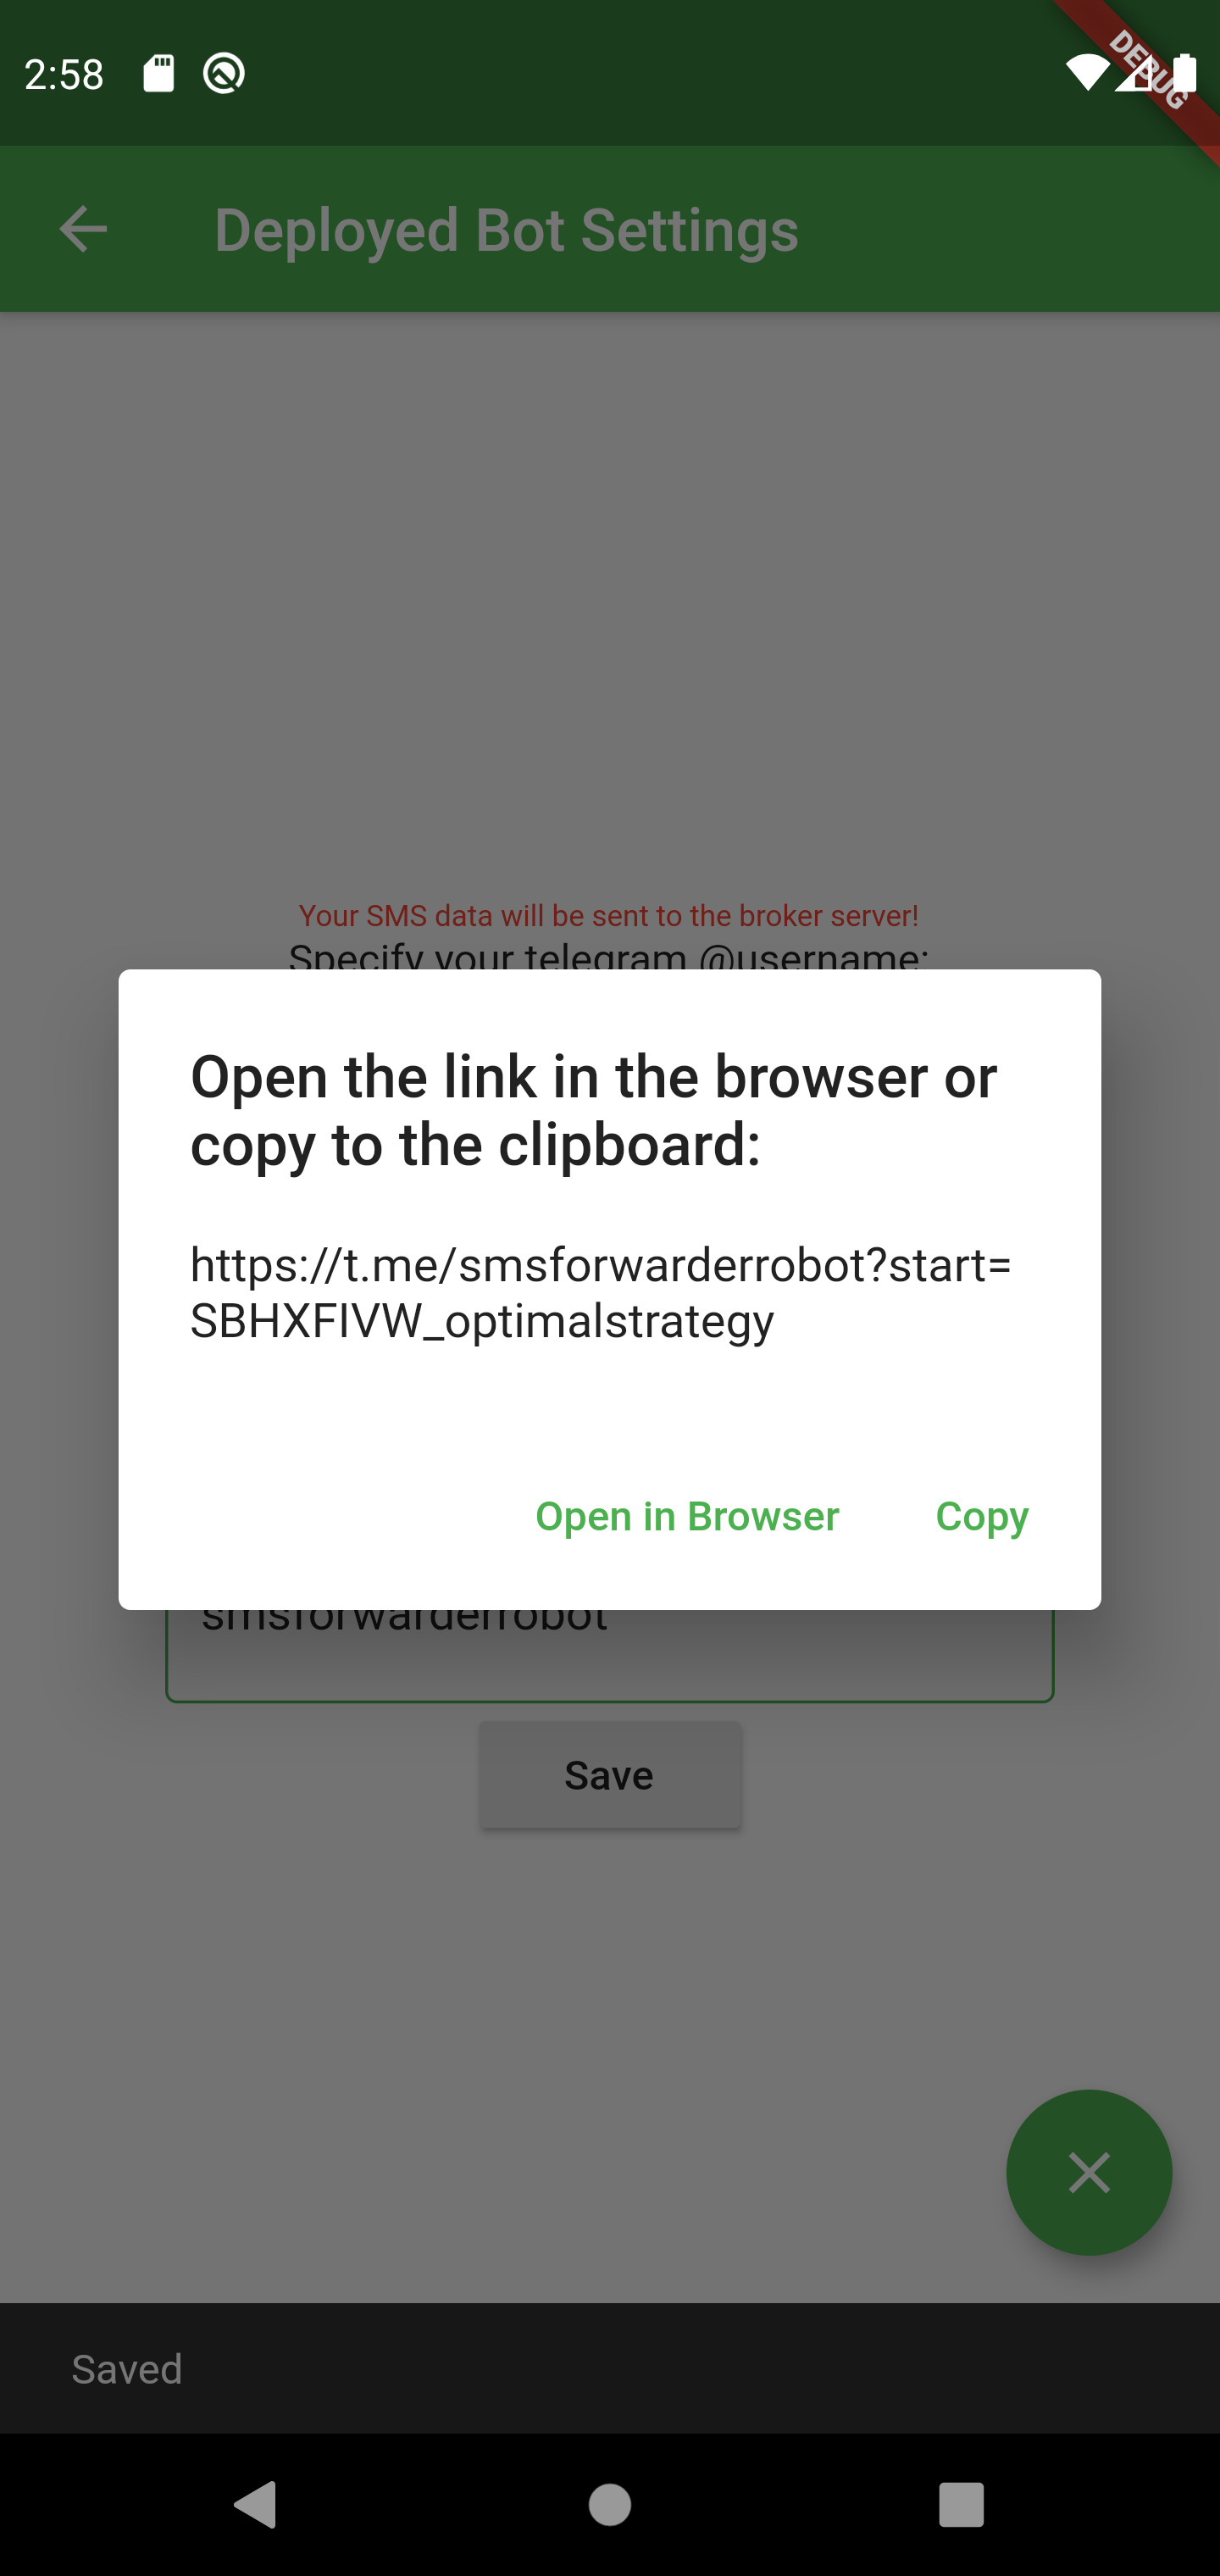 2:58
DEBUG
Deployed Bot Settings
Your SMS data will be sent to the broker server!
Specify your telegram @username:
Open the link in the browser or
copy to the clipboard:
https://t.me/smsforwarderrobot?start=
SBHXFIVW_optimalstrategy
Open in Browser Copy
smsforwarderrobot
Save
Saved